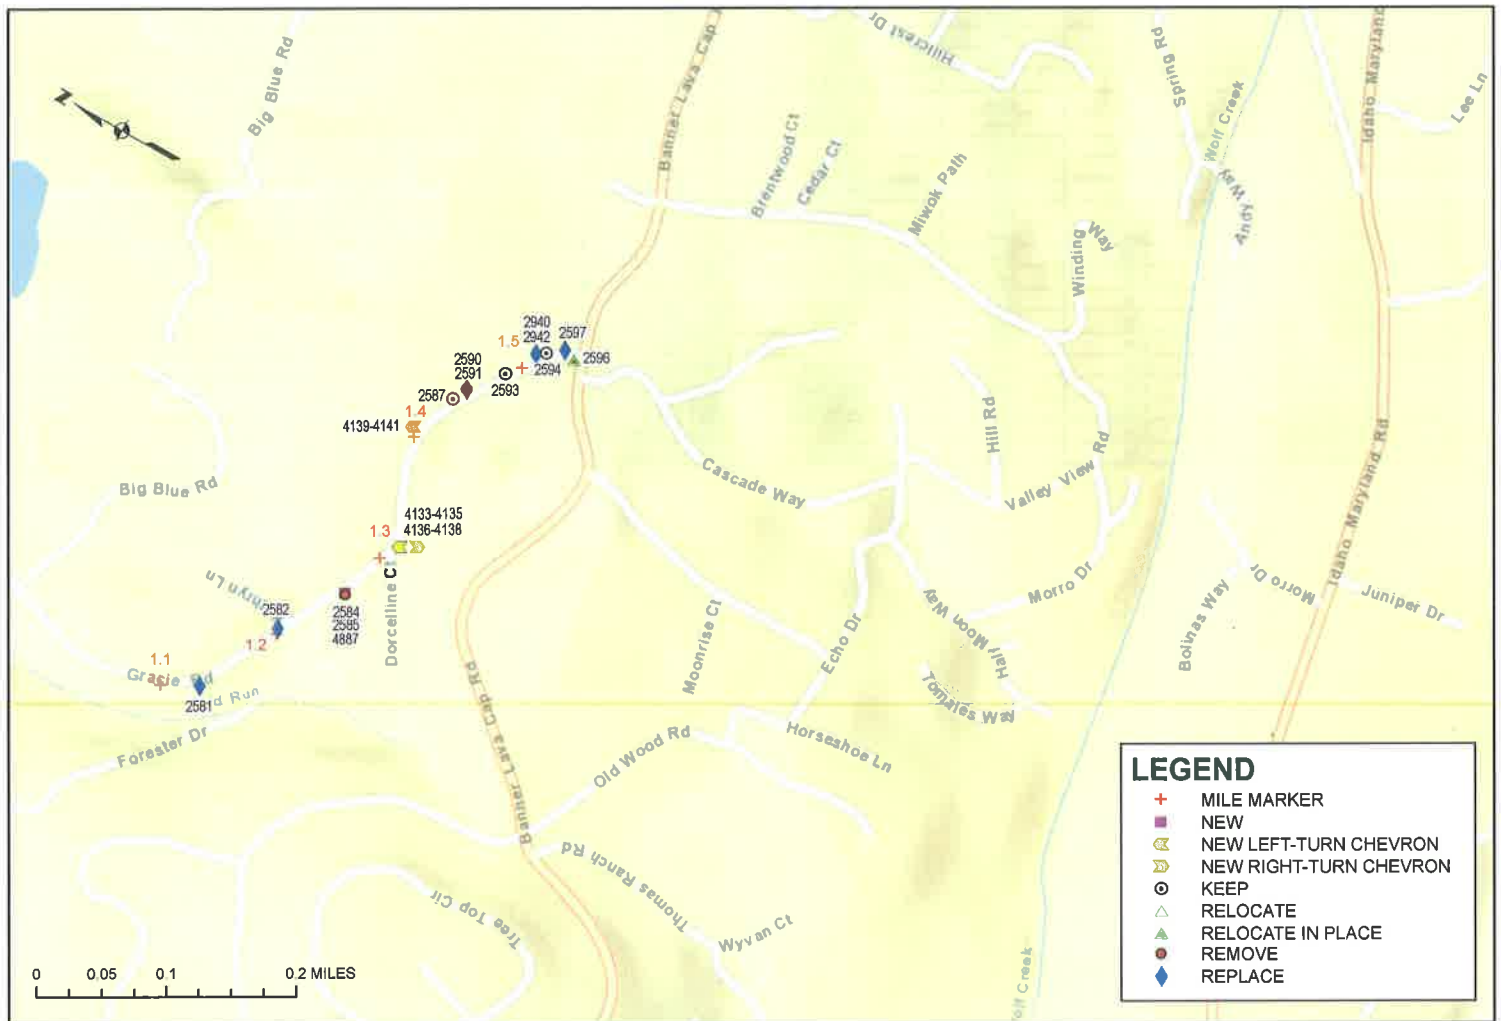 Hillcrest Dr
Banner Lava Cap
Idaho Maryland
Spring Rd
Lee Ln
Big Blue Rd
N
Wolf Creek
Brentwood Ct
Cedar Ct
Miwok Path
Andy Way
Winding
Way
2940
2942
2597
1.5
2596
2594
2590
2591
2593
2587
1.4
4139-4141
Hill Rd
Cascade Way
Valley View Rd
Big Blue Rd
Idaho Maryland Rd
4133-4135
4136-4138
1.3
Dorcelline Ct
2582
2584
2585
4887
1.2
1.1
Gracie Rd
2581
d Run
Forester Dr
Banner Lava Cap Rd
Moonrise Ct
Echo Dr
Half Moon Way
Morro Dr
Bolinas Way
Morro Dr
Juniper Dr
Tomales Way
Old Wood Rd
Horseshoe Ln
Thomas Ranch Rd
Wyvan Ct
Tree Top Cir
olf Creek
0 0.05 0.1 0.2 MILES
LEGEND
MILE MARKER
NEW
NEW LEFT-TURN CHEVRON
NEW RIGHT-TURN CHEVRON
KEEP
RELOCATE
RELOCATE IN PLACE
REMOVE
REPLACE